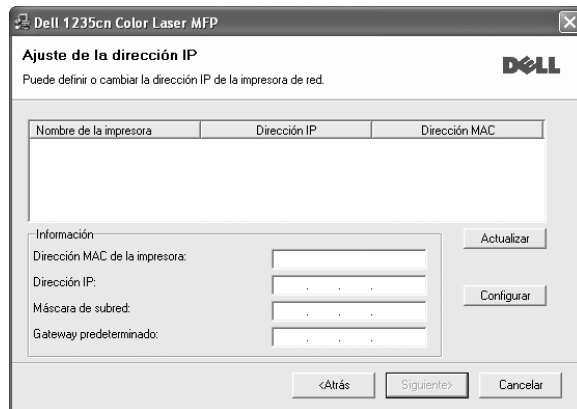 Dell 1235cn Color Laser MFP
Ajuste de la dirección IP
Puede definir o cambiar la dirección IP de la impresora de red.
DELL
Nombre de la impresora Dirección IP Dirección MAC
Información
Actualizar
Dirección MAC de la impresora:
Dirección IP: . . .
Configurar
Máscara de subred: . . .
Gateway predeterminado: . . .
<Atrás Siguiente> Cancelar